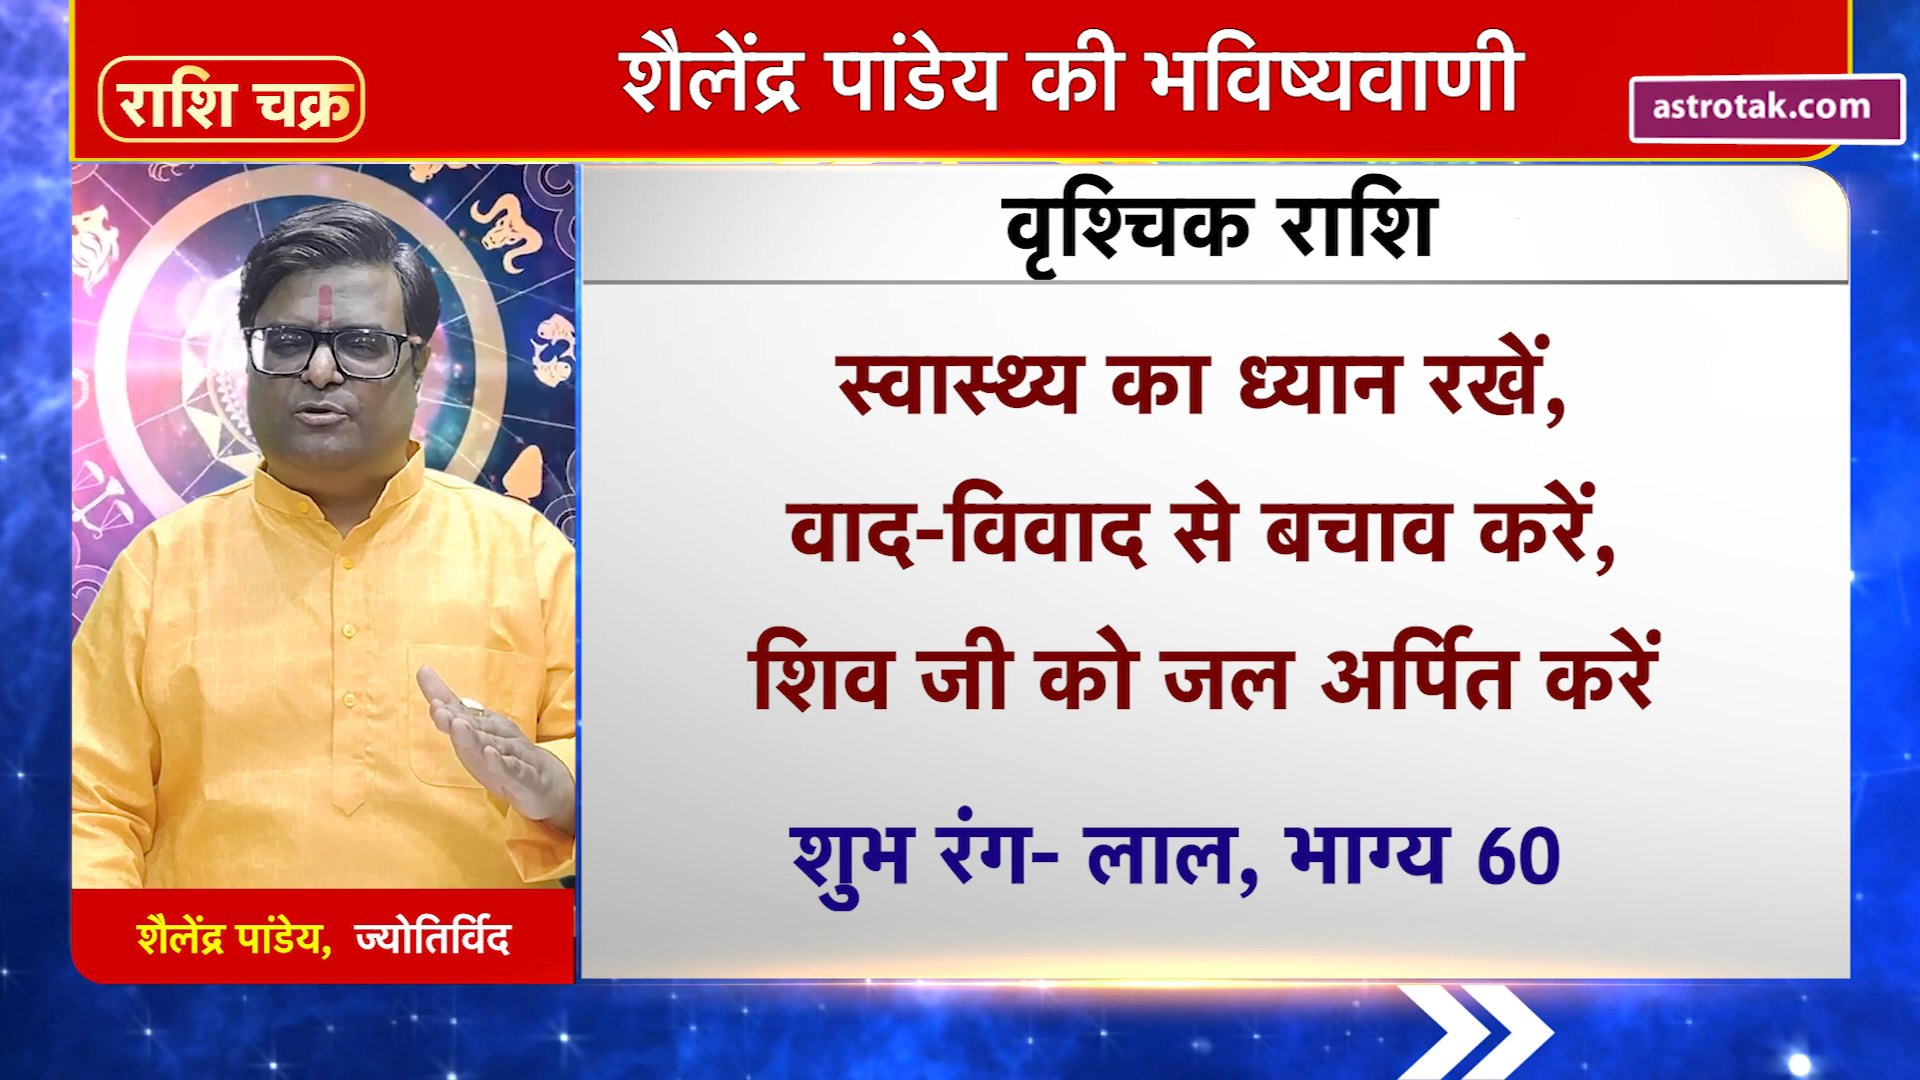 शैलेंद्र पांडेय की भविष्यवाणी
राशि चक्र
astrotak.com
वृश्चिक राशि
स्वास्थ्य का ध्यान रखें,
वाद-विवाद से बचाव करें,
शिव जी को जल अर्पित करें
शुभ रंग- लाल, भाग्य 60
शैलेंद्र पांडेय, ज्योतिर्विद